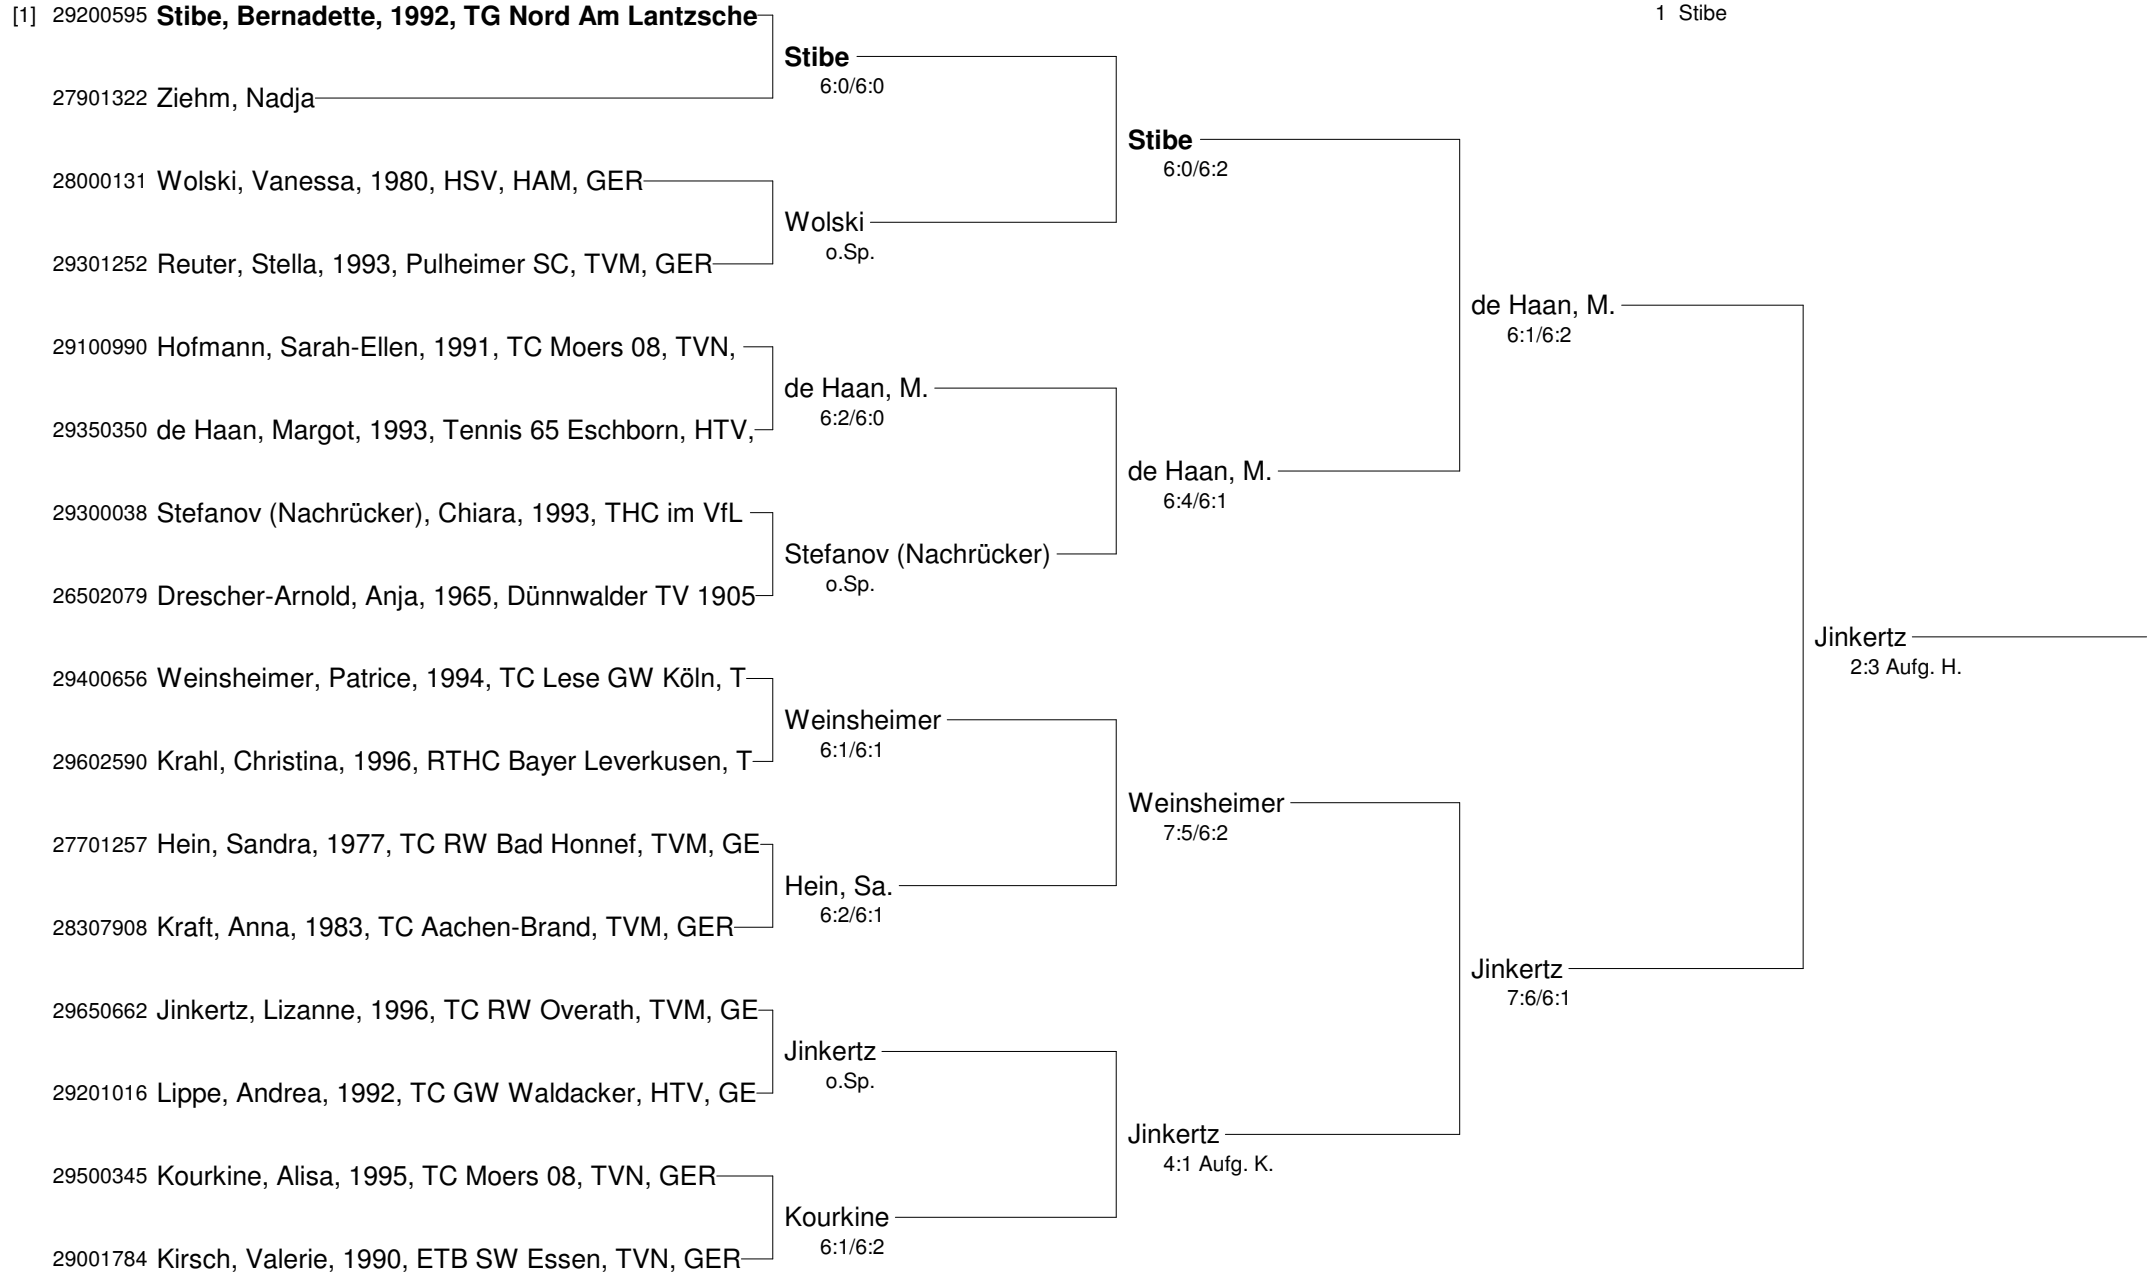 [1] 29200595 Stibe, Bernadette, 1992, TG Nord Am Lantzsche
1 Stibe
Stibe
6:0/6:0
27901322 Ziehm, Nadja
Stibe
6:0/6:2
28000131 Wolski, Vanessa, 1980, HSV, HAM, GER
Wolski
o.Sp.
29301252 Reuter, Stella, 1993, Pulheimer SC, TVM, GER
de Haan, M.
6:1/6:2
29100990 Hofmann, Sarah-Ellen, 1991, TC Moers 08, TVN,
de Haan, M.
6:2/6:0
29350350 de Haan, Margot, 1993, Tennis 65 Eschborn, HTV,
de Haan, M.
6:4/6:1
29300038 Stefanov (Nachrücker), Chiara, 1993, THC im VfL
Stefanov (Nachrücker)
o.Sp.
26502079 Drescher-Arnold, Anja, 1965, Dünnwalder TV 1905
Jinkertz
2:3 Aufg. H.
29400656 Weinsheimer, Patrice, 1994, TC Lese GW Köln, T
Weinsheimer
6:1/6:1
29602590 Krahl, Christina, 1996, RTHC Bayer Leverkusen, T
Weinsheimer
7:5/6:2
27701257 Hein, Sandra, 1977, TC RW Bad Honnef, TVM, GE
Hein, Sa.
6:2/6:1
28307908 Kraft, Anna, 1983, TC Aachen-Brand, TVM, GER
Jinkertz
7:6/6:1
29650662 Jinkertz, Lizanne, 1996, TC RW Overath, TVM, GE
Jinkertz
o.Sp.
29201016 Lippe, Andrea, 1992, TC GW Waldacker, HTV, GE
Jinkertz
4:1 Aufg. K.
29500345 Kourkine, Alisa, 1995, TC Moers 08, TVN, GER
Kourkine
6:1/6:2
29001784 Kirsch, Valerie, 1990, ETB SW Essen, TVN, GER